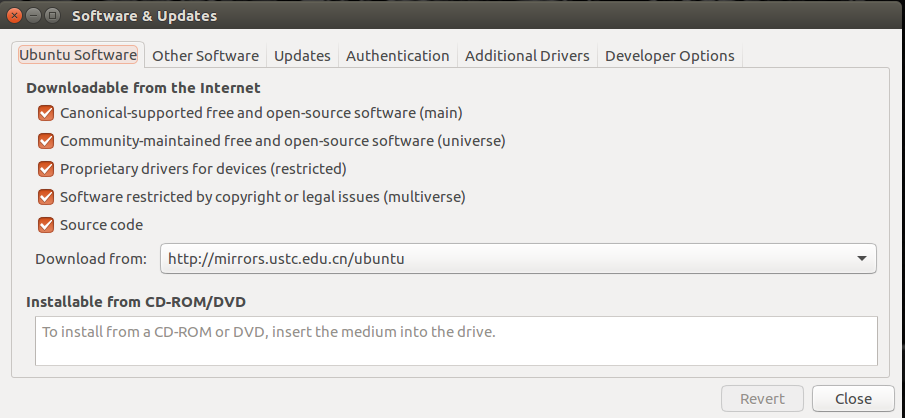 Software & Updates
Ubuntu Software Other Software Updates Authentication Additional Drivers Developer Options
Downloadable from the Internet
Canonical-supported free and open-source software (main)
Community-maintained free and open-source software (universe)
Proprietary drivers for devices (restricted)
Software restricted by copyright or legal issues (multiverse)
Source code
Download from: http://mirrors.ustc.edu.cn/ubuntu
Installable from CD-ROM/DVD
To install from a CD-ROM or DVD, insert the medium into the drive.
Revert Close